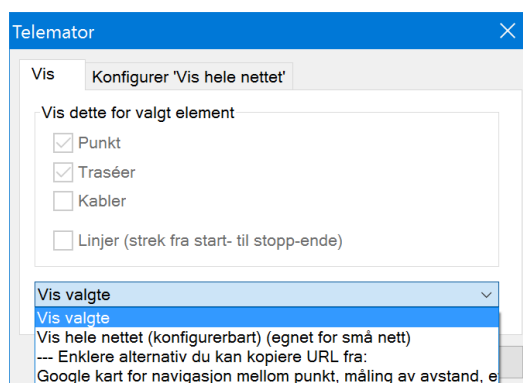 Telemator
Vis
Konfigurer 'Vis hele nettet'
Vis dette for valgt element
Punkt
Traséer
Kabler
Linjer (strek fra start- til stopp-ende)
Vis valgte
Vis valgte
Vis hele nettet (konfigurerbart) (egnet for små nett)
--- Enklere alternativ du kan kopiere URL fra:
Google kart for navigasjon mellom punkt, måling av avstand, e